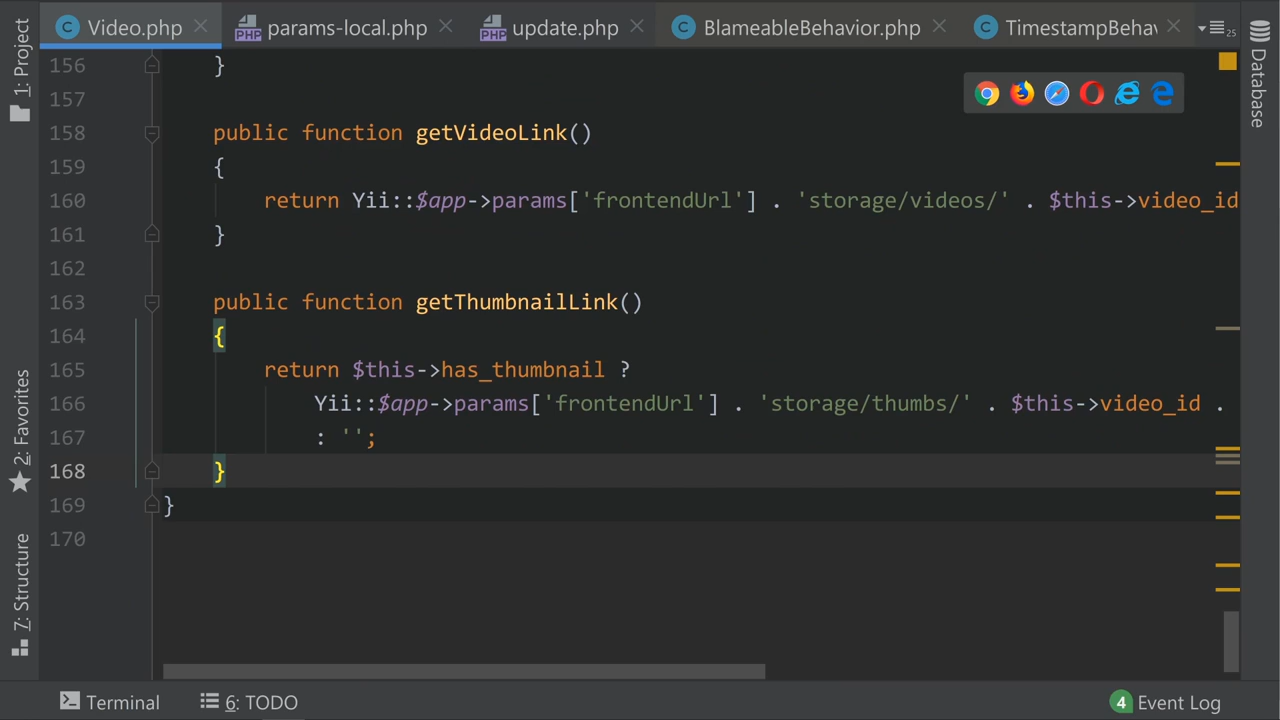 1: Project
2: Favorites
7: Structure
Video.php
params-local.php
update.php
BlameableBehavior.php
TimestampBehav
25
Database
156 }
157
158 public function getVideoLink()
159 {
160 return Yii::$app->params['frontendUrl'] . 'storage/videos/' . $this->video_id
161 }
162
163 public function getThumbnailLink()
164 {
165 return $this->has_thumbnail ?
166 Yii::$app->params['frontendUrl'] . 'storage/thumbs/' . $this->video_id .
167 : '';
168 }
169 }
170
Terminal
6: TODO
4 Event Log